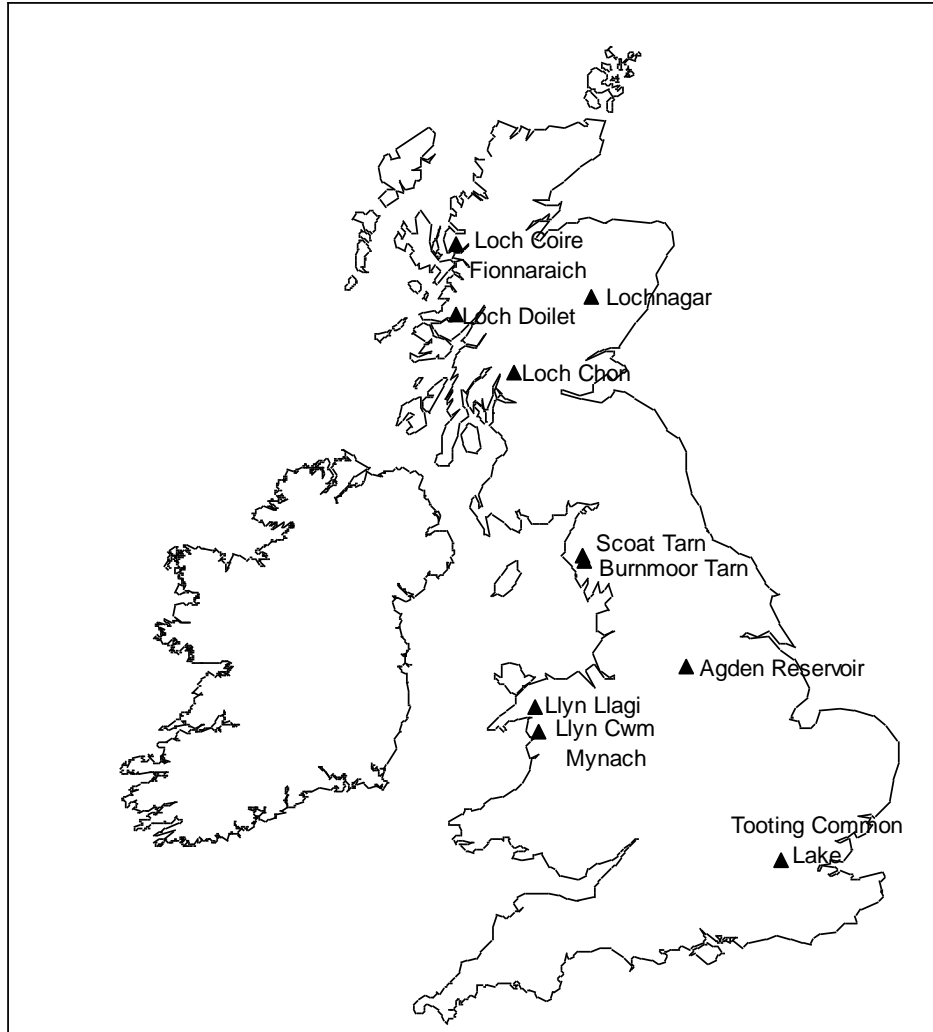 Loch Coire
Fionnaraich
Lochnagar
Loch Doilet
Loch Chon
Scoat Tarn
Burnmoor Tarn
Agden Reservoir
Llyn Llagi
Llyn Cwm
Mynach
Tooting Common
Lake